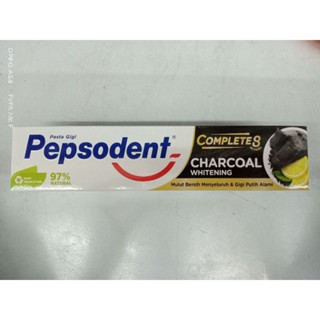 Pasta Gigi
Pepsodent®
97%
NATURAL
COMPLETE 8
CHARCOAL
WHITENING
Mulut Bersih Menyeluruh & Gigi Putih Alami